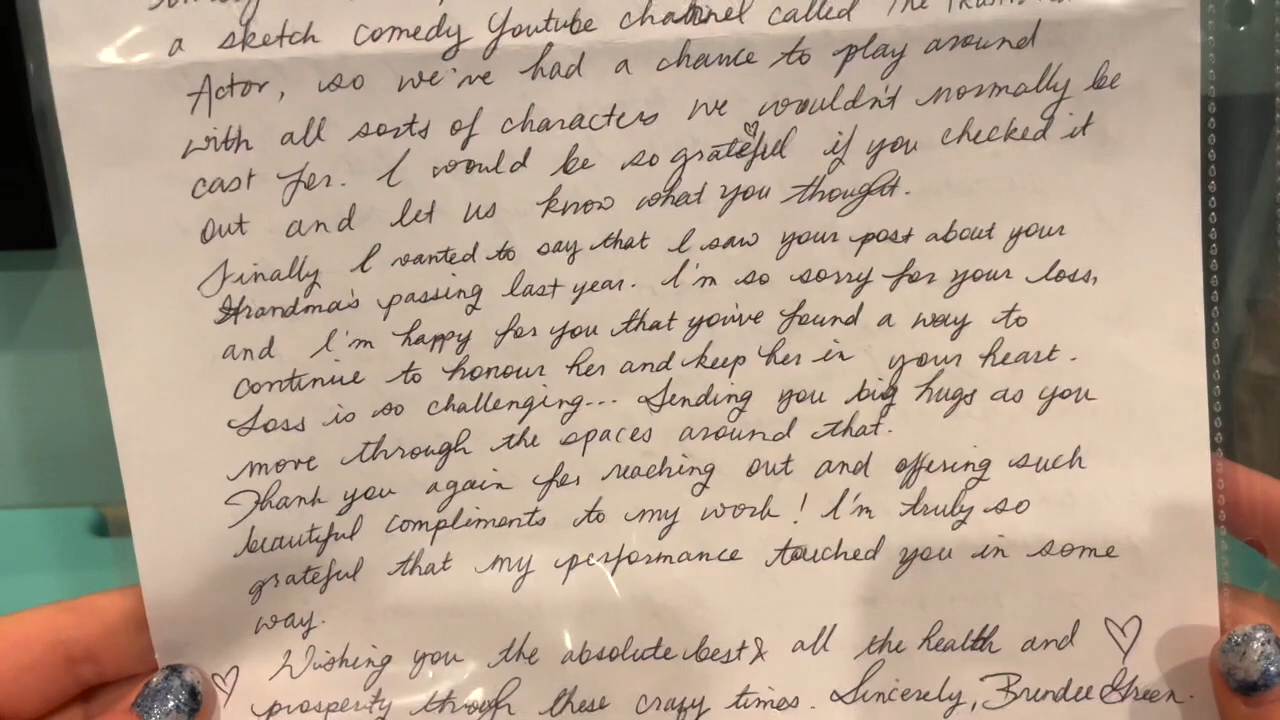 a sketch comedy Youtube channel called The
Actor, so we've had a chance to play around
with all sorts of characters we wouldn't normally be
cast for. I would be so grateful if you checked it
out and let us know what you thought.
Finally I wanted to say that I saw your post about your
Grandma's passing last year. I'm so sorry for your loss,
and I'm happy for you that you've found a way to
continue to honour her and keep her in your heart.
Loss is so challenging... Sending you big hugs as you
move through the spaces around that.
Thank you again for reaching out and offering such
beautiful compliments to my work! I'm truly so
grateful that my performance touched you in some
way.
♡ Wishing you the absolute best & all the health and ♡
prosperity through these crazy times. Sincerely, Brendee Green.